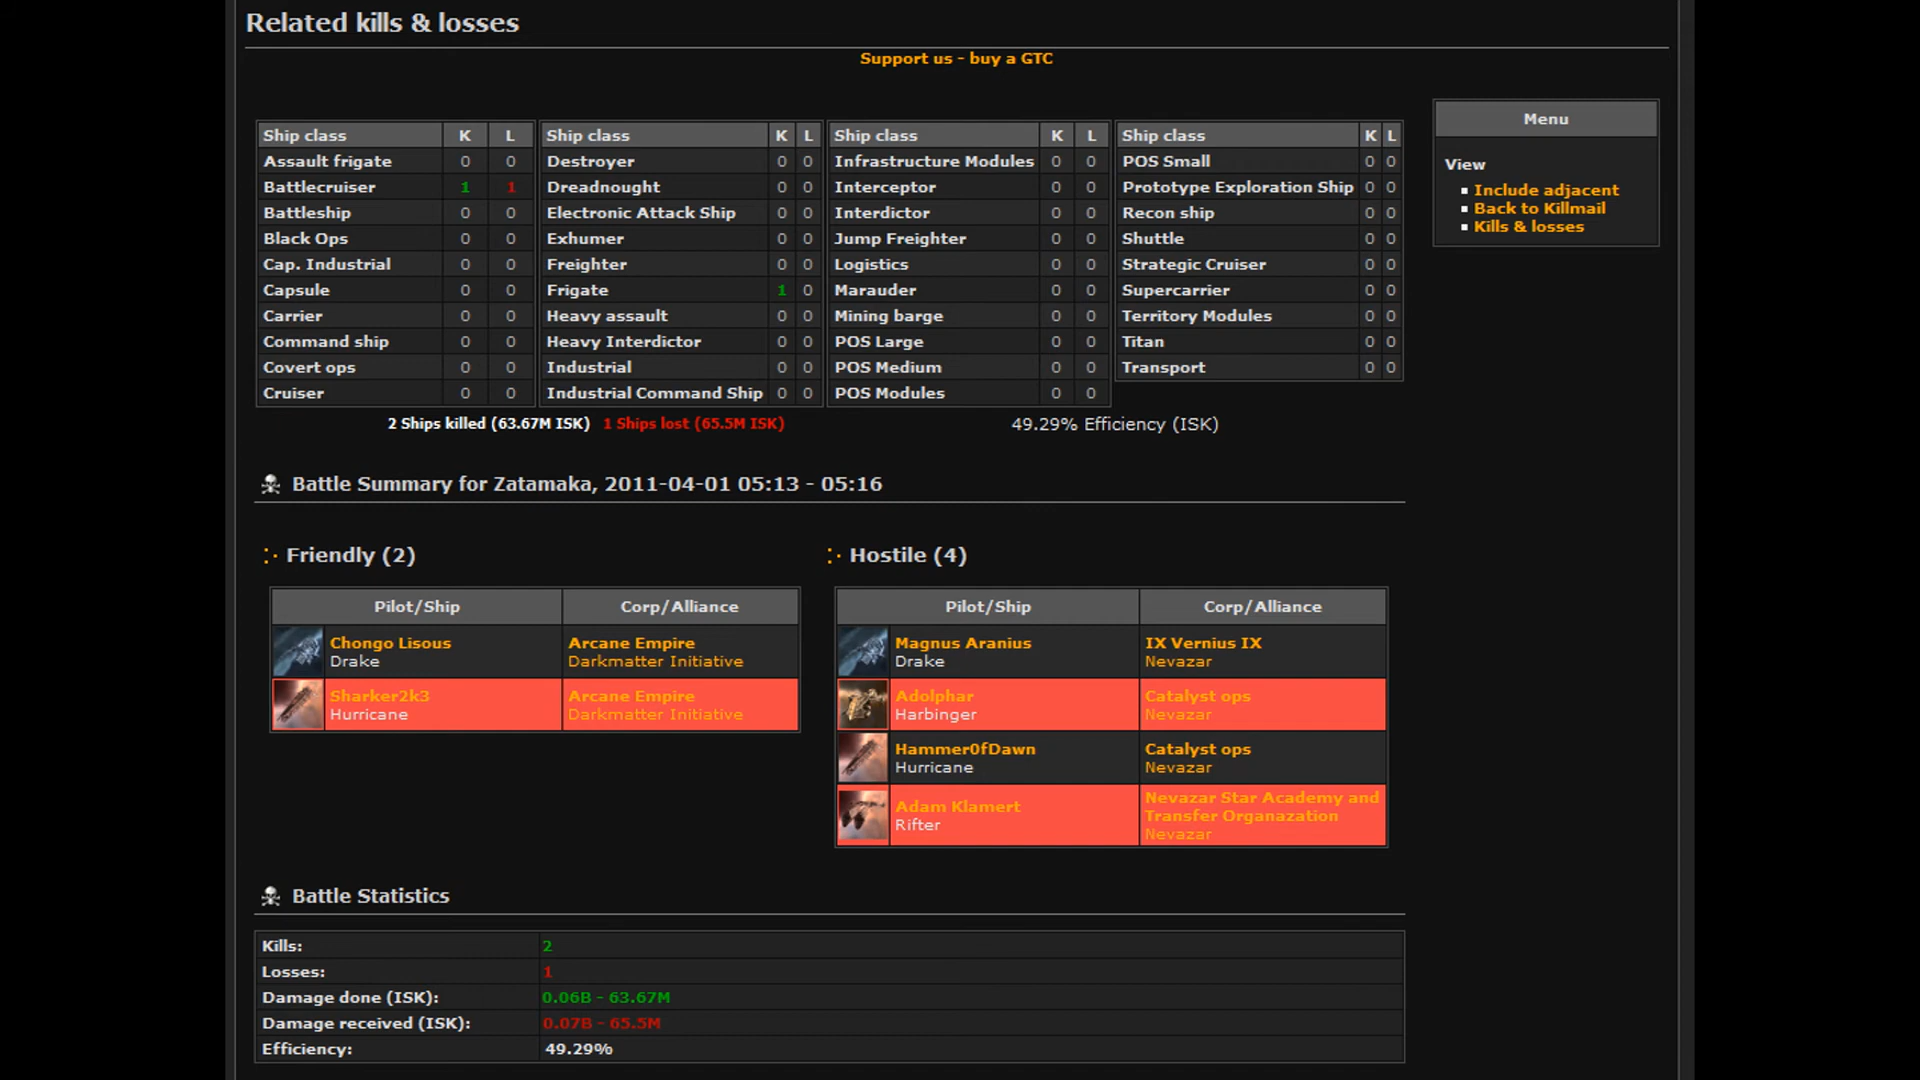 Related kills & losses
Support us - buy a GTC
Menu
View
Include adjacent
Back to Killmail
Kills & losses
Ship class K L Ship class K L Ship class K L Ship class K L
Assault frigate 0 0 Destroyer 0 0 Infrastructure Modules 0 0 POS Small 0 0
Battlecruiser 1 1 Dreadnought 0 0 Interceptor 0 0 Prototype Exploration Ship 0 0
Battleship 0 0 Electronic Attack Ship 0 0 Interdictor 0 0 Recon ship 0 0
Black Ops 0 0 Exhumer 0 0 Jump Freighter 0 0 Shuttle 0 0
Cap. Industrial 0 0 Freighter 0 0 Logistics 0 0 Strategic Cruiser 0 0
Capsule 0 0 Frigate 1 0 Marauder 0 0 Supercarrier 0 0
Carrier 0 0 Heavy assault 0 0 Mining barge 0 0 Territory Modules 0 0
Command ship 0 0 Heavy Interdictor 0 0 POS Large 0 0 Titan 0 0
Covert ops 0 0 Industrial 0 0 POS Medium 0 0 Transport 0 0
Cruiser 0 0 Industrial Command Ship 0 0 POS Modules 0 0
2 Ships killed (63.67M ISK) 1 Ships lost (65.5M ISK) 49.29% Efficiency (ISK)
Battle Summary for Zatamaka, 2011-04-01 05:13 - 05:16
Friendly (2)
Pilot/Ship Corp/Alliance
Chongo Lisous Arcane Empire
Drake Darkmatter Initiative
Sharker2k3 Arcane Empire
Hurricane Darkmatter Initiative
Hostile (4)
Pilot/Ship Corp/Alliance
Magnus Aranius IX Vernius IX
Drake Nevazar
Adolphar Catalyst ops
Harbinger Nevazar
Hammer0fDawn Catalyst ops
Hurricane Nevazar
Adam Klamert Nevazar Star Academy and
Rifter Transfer Organazation
Nevazar
Battle Statistics
Kills: 2
Losses: 1
Damage done (ISK): 0.06B - 63.67M
Damage received (ISK): 0.07B - 65.5M
Efficiency: 49.29%